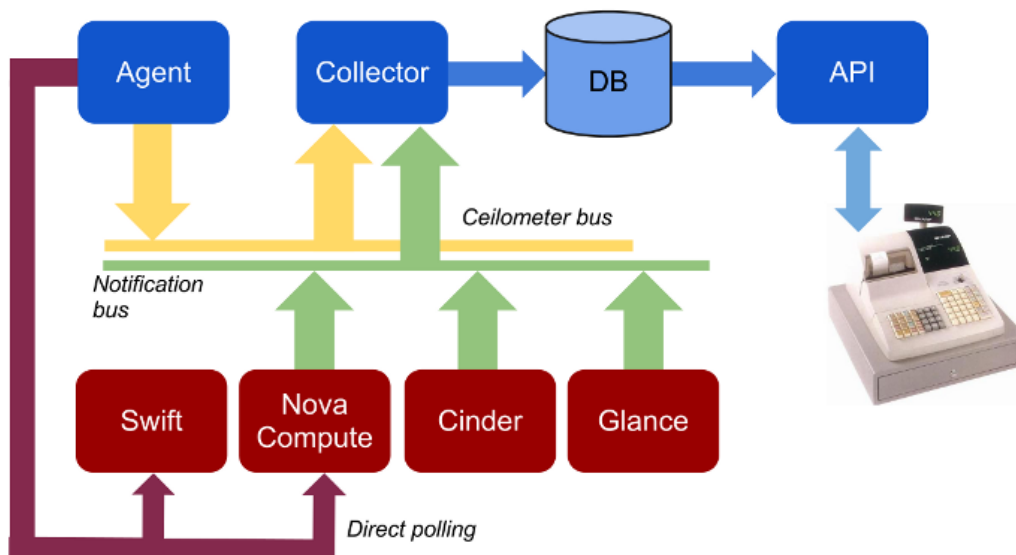 Agent
Collector
DB
API
Ceilometer bus
Notification
bus
Swift
Nova
Compute
Cinder
Glance
Direct polling